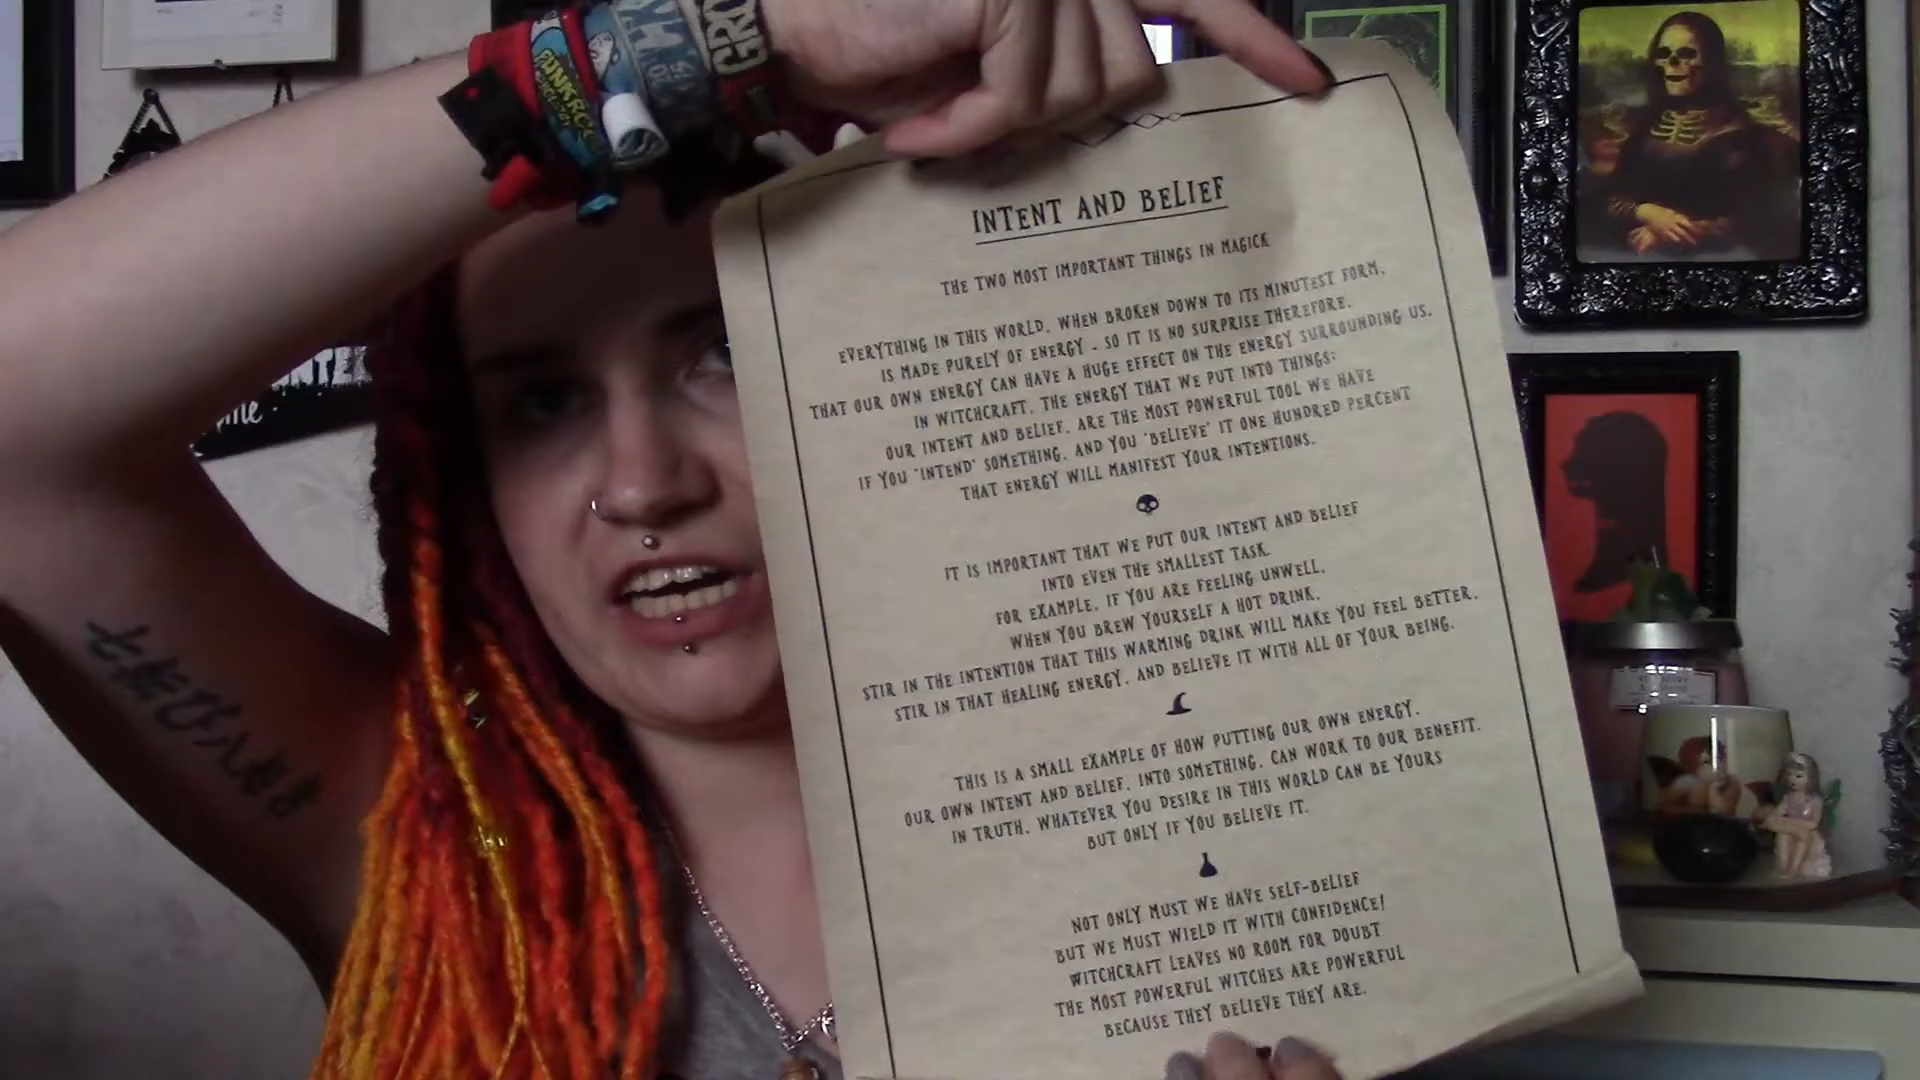 INTENT AND BELIEF
THE TWO MOST IMPORTANT THINGS IN MAGICK
EVERYTHING IN THIS WORLD, WHEN BROKEN DOWN TO ITS MINUTEST FORM,
IS MADE PURELY OF ENERGY - SO IT IS NO SURPRISE THEREFORE,
THAT OUR OWN ENERGY CAN HAVE A HUGE EFFECT ON THE ENERGY SURROUNDING US.
IN WITCHCRAFT, THE ENERGY THAT WE PUT INTO THINGS:
OUR INTENT AND BELIEF, ARE THE MOST POWERFUL TOOL WE HAVE
IF YOU "INTEND" SOMETHING, AND YOU "BELIEVE" IT ONE HUNDRED PERCENT
THAT ENERGY WILL MANIFEST YOUR INTENTIONS.
IT IS IMPORTANT THAT WE PUT OUR INTENT AND BELIEF
INTO EVEN THE SMALLEST TASK.
FOR EXAMPLE, IF YOU ARE FEELING UNWELL,
WHEN YOU BREW YOURSELF A HOT DRINK,
STIR IN THE INTENTION THAT THIS WARMING DRINK WILL MAKE YOU FEEL BETTER,
STIR IN THAT HEALING ENERGY, AND BELIEVE IT WITH ALL OF YOUR BEING.
THIS IS A SMALL EXAMPLE OF HOW PUTTING OUR OWN ENERGY,
OUR OWN INTENT AND BELIEF, INTO SOMETHING, CAN WORK TO OUR BENEFIT.
IN TRUTH, WHATEVER YOU DESIRE IN THIS WORLD CAN BE YOURS
BUT ONLY IF YOU BELIEVE IT.
NOT ONLY MUST WE HAVE SELF-BELIEF
BUT WE MUST WIELD IT WITH CONFIDENCE!
WITCHCRAFT LEAVES NO ROOM FOR DOUBT
THE MOST POWERFUL WITCHES ARE POWERFUL
BECAUSE THEY BELIEVE THEY ARE.